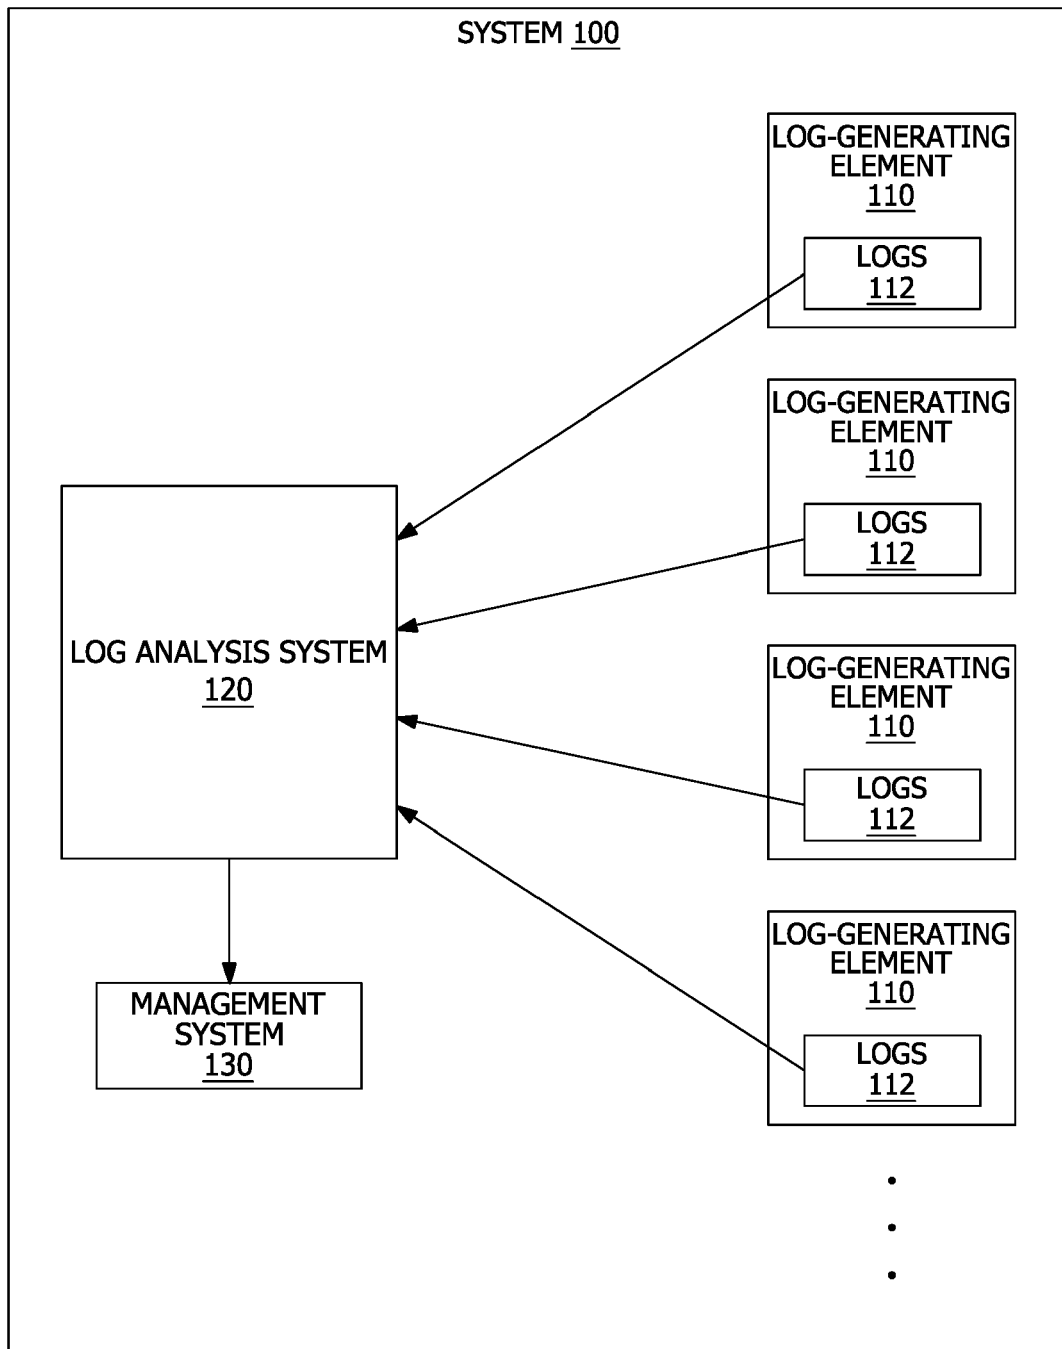 SYSTEM 100
LOG-GENERATING
ELEMENT
110
LOGS
112
LOG-GENERATING
ELEMENT
110
LOGS
112
LOG ANALYSIS SYSTEM
120
LOG-GENERATING
ELEMENT
110
LOGS
112
MANAGEMENT
SYSTEM
130
LOG-GENERATING
ELEMENT
110
LOGS
112